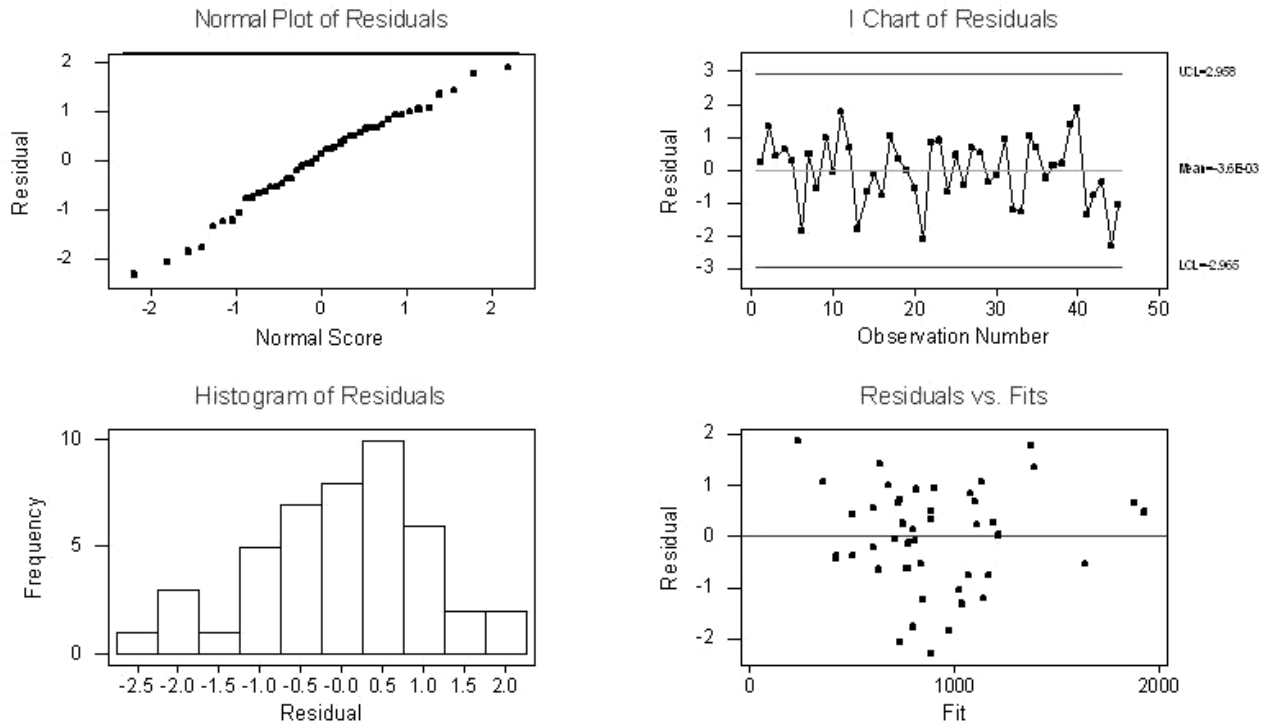 Normal Plot of Residuals
2
1
0
-1
-2
Residual
-2 -1 0 1 2
Normal Score
I Chart of Residuals
3
2
1
0
-1
-2
-3
Residual
UCL=2.958
Mean=-3.6E-03
LCL=-2.965
0 10 20 30 40 50
Observation Number
Histogram of Residuals
10
5
0
Frequency
-2.5 -2.0 -1.5 -1.0 -0.5 -0.0 0.5 1.0 1.5 2.0
Residual
Residuals vs. Fits
2
1
0
-1
-2
Residual
0 1000 2000
Fit